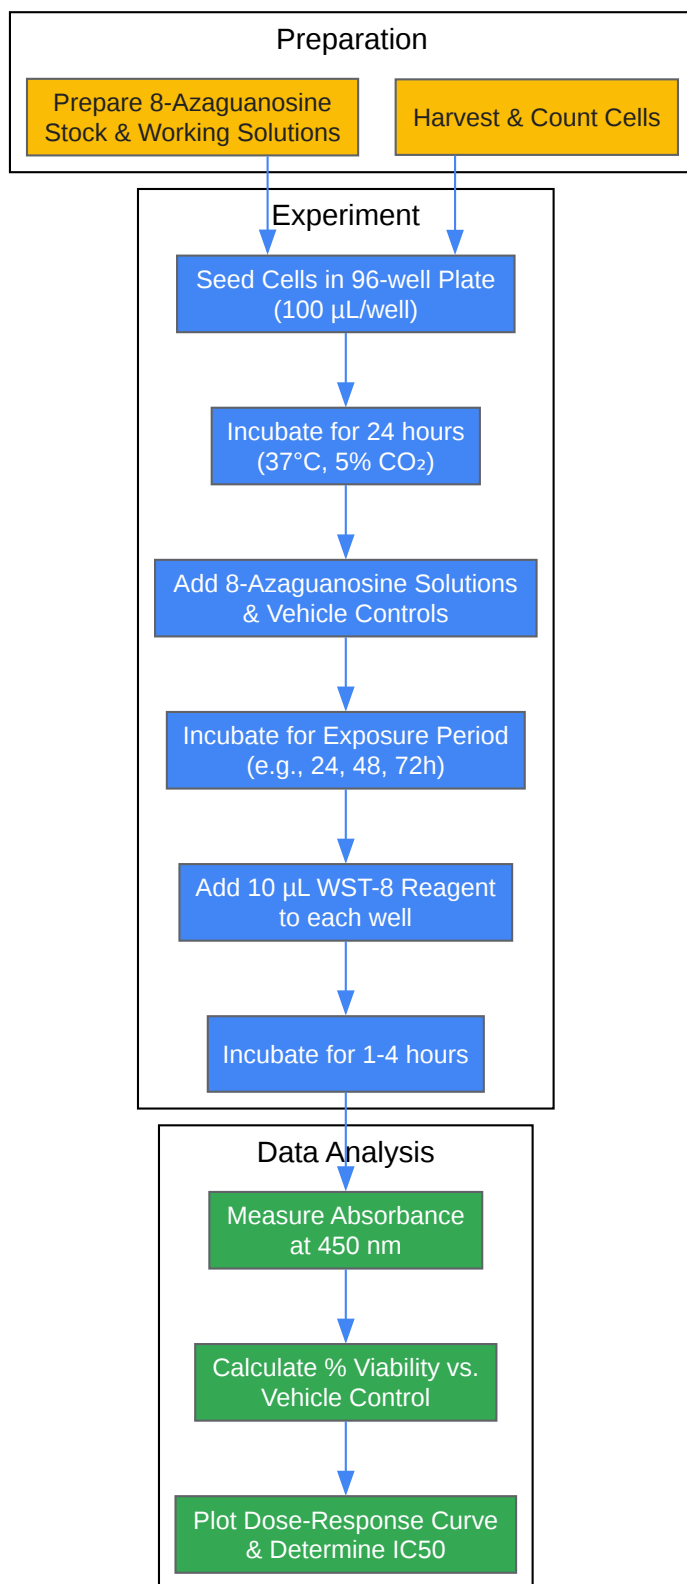 Preparation
Prepare 8-Azaguanosine
Stock & Working Solutions
Harvest & Count Cells
Experiment
Seed Cells in 96-well Plate
(100 µL/well)
Incubate for 24 hours
(37°C, 5% CO₂)
Add 8-Azaguanosine Solutions
& Vehicle Controls
Incubate for Exposure Period
(e.g., 24, 48, 72h)
Add 10 µL WST-8 Reagent
to each well
Incubate for 1-4 hours
Data Analysis
Measure Absorbance
at 450 nm
Calculate % Viability vs.
Vehicle Control
Plot Dose-Response Curve
& Determine IC50